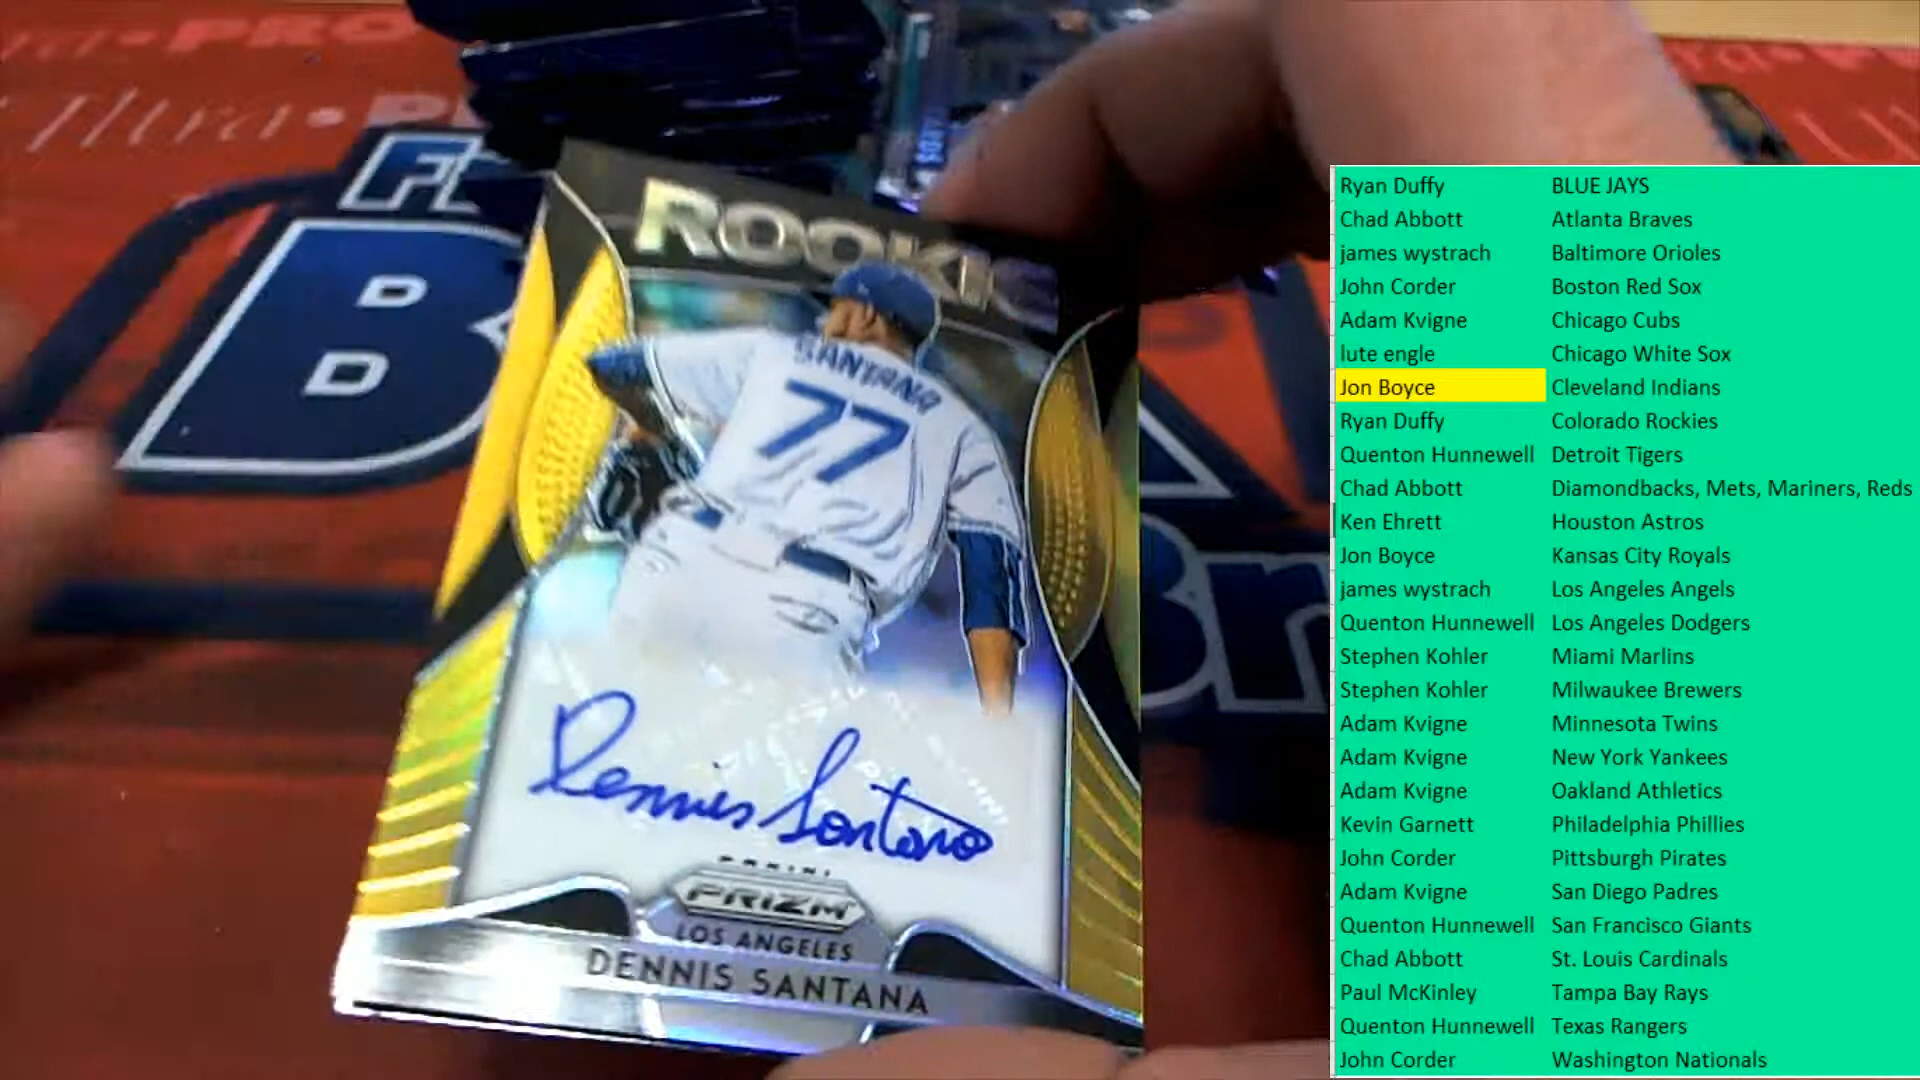 ROOKIE
SANTANA
77
Dennis Santana
PANINI
PRIZM
LOS ANGELES
DENNIS SANTANA
Ryan Duffy BLUE JAYS
Chad Abbott Atlanta Braves
james wystrach Baltimore Orioles
John Corder Boston Red Sox
Adam Kvigne Chicago Cubs
lute engle Chicago White Sox
Jon Boyce Cleveland Indians
Ryan Duffy Colorado Rockies
Quenton Hunnewell Detroit Tigers
Chad Abbott Diamondbacks, Mets, Mariners, Reds
Ken Ehrett Houston Astros
Jon Boyce Kansas City Royals
james wystrach Los Angeles Angels
Quenton Hunnewell Los Angeles Dodgers
Stephen Kohler Miami Marlins
Stephen Kohler Milwaukee Brewers
Adam Kvigne Minnesota Twins
Adam Kvigne New York Yankees
Adam Kvigne Oakland Athletics
Kevin Garnett Philadelphia Phillies
John Corder Pittsburgh Pirates
Adam Kvigne San Diego Padres
Quenton Hunnewell San Francisco Giants
Chad Abbott St. Louis Cardinals
Paul McKinley Tampa Bay Rays
Quenton Hunnewell Texas Rangers
John Corder Washington Nationals